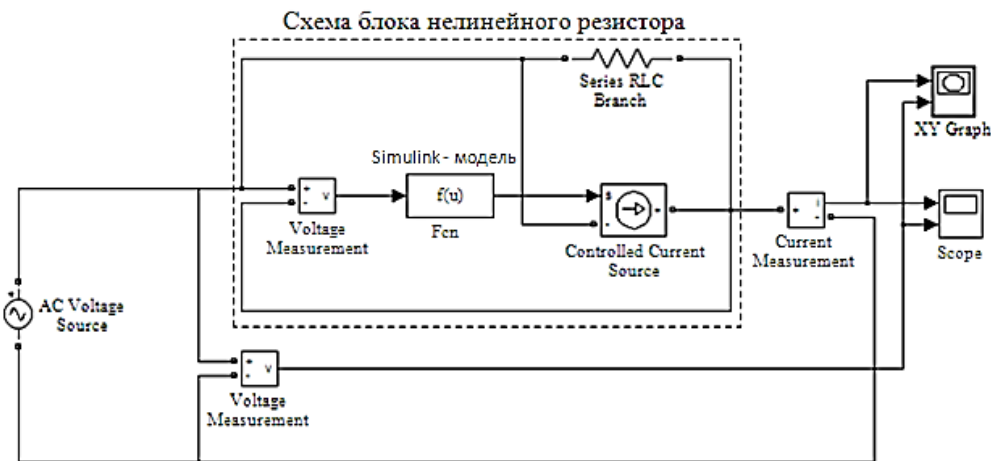 Схема блока нелинейного резистора
Series RLC
Branch
XY Graph
Simulink - модель
+
-
v
f(u)
s
-
+
+
-
i
Voltage
Measurement
Fcn
Controlled Current
Source
Current
Measurement
Scope
+
AC Voltage
Source
+
-
v
Voltage
Measurement